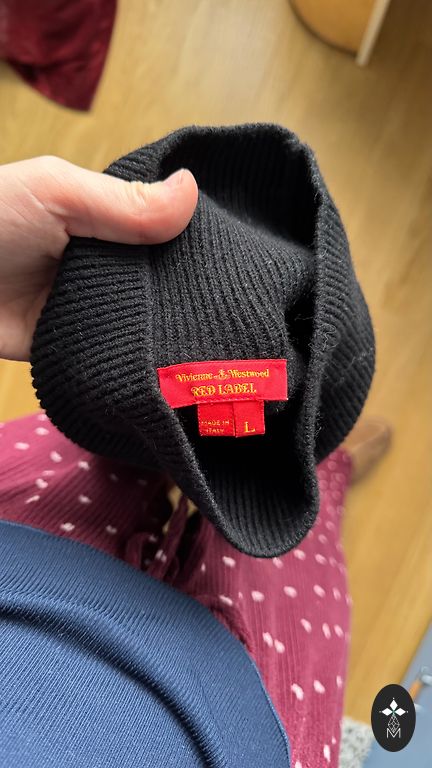 Vivienne Westwood
RED LABEL
MADE IN
ITALY
L
M